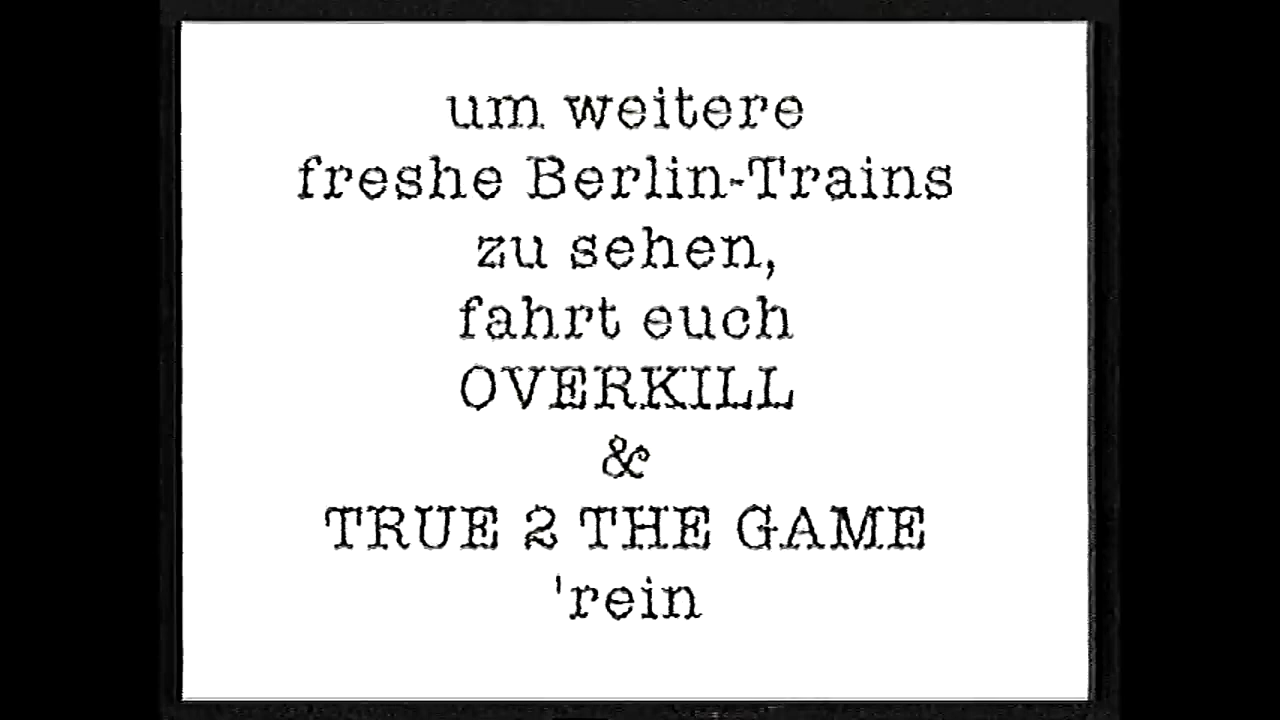 um weitere
freshe Berlin-Trains
zu sehen,
fahrt euch
OVERKILL
&
TRUE 2 THE GAME
'rein